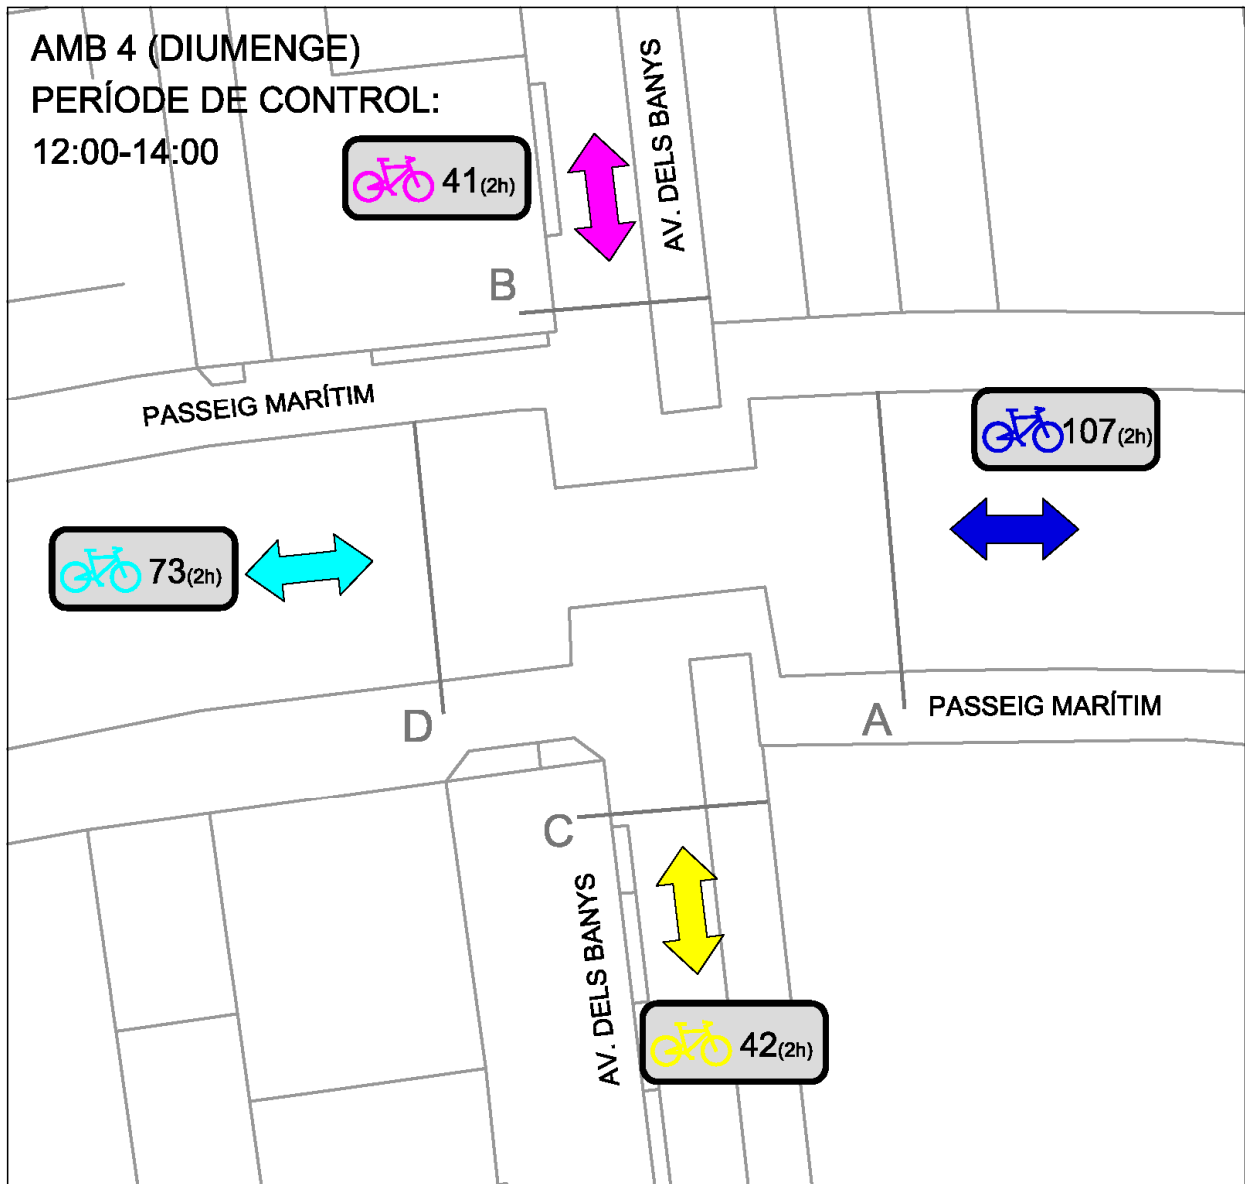 AMB 4 (DIUMENGE)
PERÍODE DE CONTROL:
12:00-14:00
41(2h)
AV. DELS BANYS
B
PASSEIG MARÍTIM
107(2h)
73(2h)
D
A
PASSEIG MARÍTIM
C
AV. DELS BANYS
42(2h)